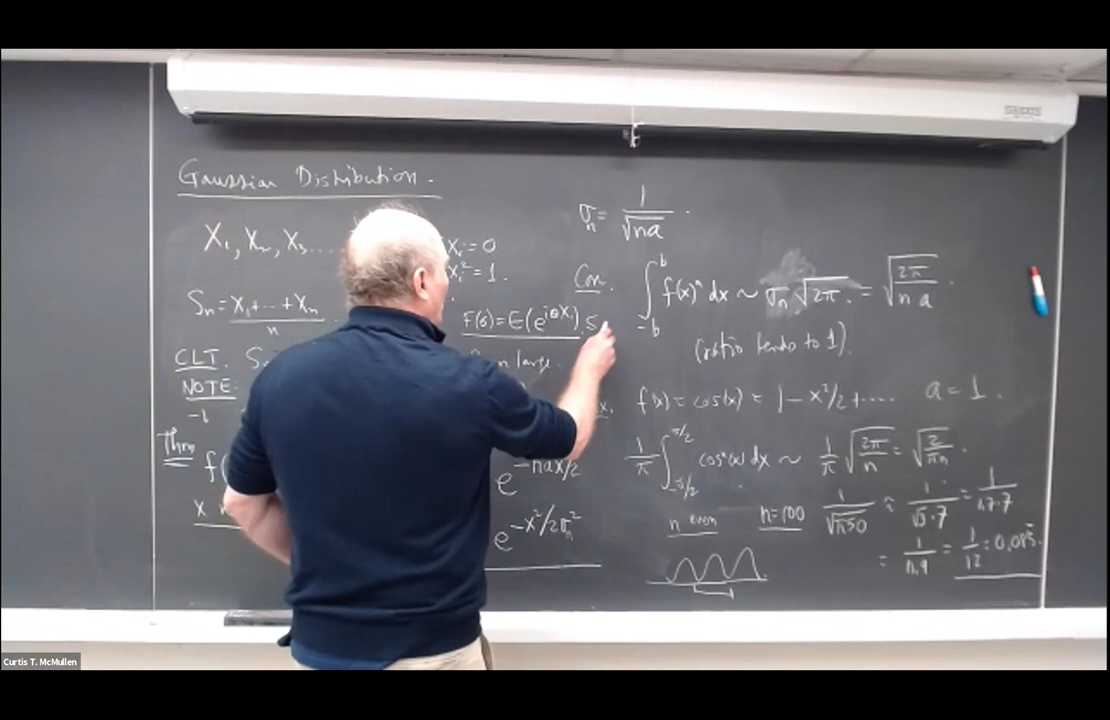 Gaussian Distribution.
X₁, X₂, X₃....
Xᵢ = 0
Xᵢ² = 1.
Sₙ = X₁+...+Xₙ / n
F(θ) = E(e^{iθXᵢ}).
CLT.
n large.
NOTE:
-1
Thm
f(
x
e^{-nax²/2}
e^{-x²/2σₙ²}
σₙ = 1/√na.
Cor. ∫_{-b}^{b} f(x)ⁿ dx ~ σₙ√2π. = √(2π/na)
(ratio tends to 1).
x. f(x) = cos(x) = 1 - x²/2 + .... a = 1.
1/π ∫_{-π/2}^{π/2} cosⁿ(x) dx ~ 1/π √(2π/n) = √(2/πn).
n even n=100 1/√π50 ≈ 1/√3·7 = 1/1.7·7
= 1/11.9 = 1/12 = 0.083.
Curtis T. McMullen